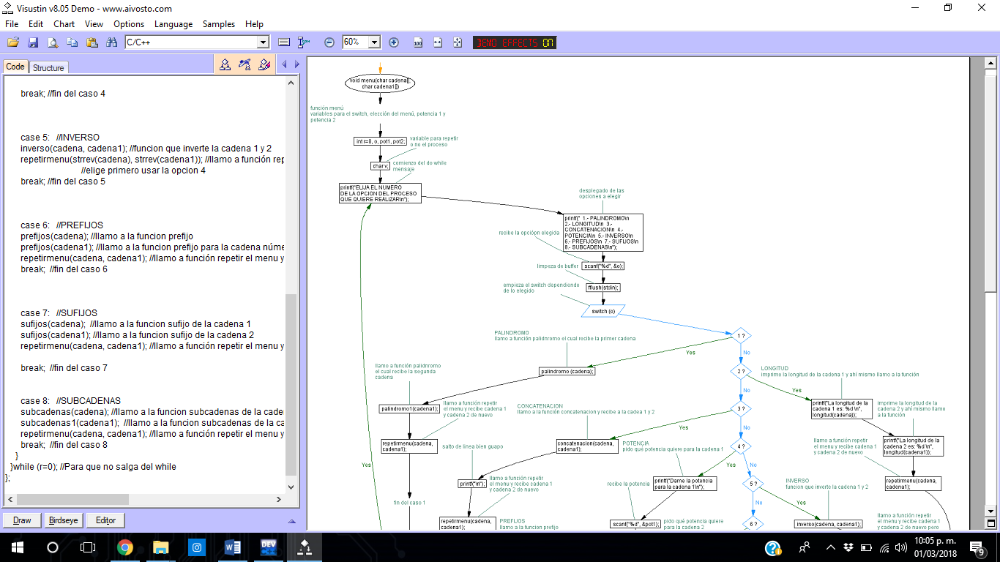 Visustin v8.05 Demo - www.aivosto.com
File Edit Chart View Options Language Samples Help
C/C++
60%
100
DEMO EFFECTS ON
Code Structure
break; //fin del caso 4
case 5: //INVERSO
inverso(cadena, cadena1); //funcion que inverte la cadena 1 y 2
repetirmenu(strrev(cadena), strrev(cadena1)); //llamo a función rep
//elige primero usar la opcion 4
break; //fin del caso 5
case 6: //PREFIJOS
prefijos(cadena); //llamo a la funcion prefijo
prefijos(cadena1); //llamo a la funcion prefijo para la cadena núme
repetirmenu(cadena, cadena1); //llamo a función repetir el menu y
break; //fin del caso 6
case 7: //SUFIJOS
sufijos(cadena); //llamo a la funcion sufijo de la cadena 1
sufijos(cadena1); //llamo a la funcion sufijo de la cadena 2
repetirmenu(cadena, cadena1); //llamo a función repetir el menu y
break; //fin del caso 7
case 8: //SUBCADENAS
subcadenas(cadena); //llamo a la funcion subcadenas de la cade
subcadenas1(cadena1); //llamo a la funcion subcadenas de la ca
repetirmenu(cadena, cadena1); //llamo a función repetir el menu y
break; //fin del caso 8
}
}while (r=0); //Para que no salga del while
};
Draw Birdseye Editor
void menu(char cadena[],
char cadena1[])
función menú
variables para el switch, elección del menú, potencia 1 y
potencia 2
int r=0, o, pot1, pot2;
variable para repetir
o no el proceso
char v;
comienzo del do while
mensaje
printf("ELIJA EL NUMERO
DE LA OPCION DEL PROCESO
QUE QUIERE REALIZAR\n");
desplegado de las
opciones a elegir
printf(" 1.- PALINDROMO\n
2.- LONGITUD\n 3.-
CONCATENACION\n 4.-
POTENCIA\n 5.- INVERSO\n
6.- PREFIJOS\n 7.- SUFIJOS\n
8.- SUBCADENAS\n");
recibe la opcióp​n elegida
scanf("%d", &o);
limpeza de buffer
fflush(stdin);
empieza el switch dependiendo
de lo elegido
switch (o)
1 ?
Yes
No
PALINDROMO
llamo a función palidnromo el cual recibe la primer cadena
palindromo (cadena);
llamo a función palidnromo
el cual recibe la segunda
cadena
palindromo1(cadena1);
llamo a función repetir
el menu y recibe cadena 1
y cadena 2 de nuevo
repetirmenu(cadena,
cadena1);
fin del caso 1
Yes
2 ?
Yes
No
LONGITUD
imprime la longitud de la cadena 1 y ahí mismo llamo a la función
printf("La longitud de la
cadena 1 es: %d \n",
longitud(cadena));
imprime la longitud de la
cadena 2 y ahí mismo llamo
a la función
printf("La longitud de la
cadena 2 es: %d \n",
longitud(cadena1));
llamo a función repetir
el menu y recibe cadena 1
y cadena 2 de nuevo
repetirmenu(cadena,
cadena1);
3 ?
Yes
No
CONCATENACION
llamo a la función concatenacion y recibe a la cadea 1 y 2
concatenacion(cadena,
cadena1);
salto de linea bien guapo
printf("\n");
llamo a función repetir
el menu y recibe cadena 1
y cadena 2 de nuevo
repetirmenu(cadena,
cadena1);
4 ?
Yes
No
POTENCIA
pido qué potencia quiere para la cadena 1
printf("Dame la potencia
para la cadena 1\n");
recibe la potencia
scanf("%d", &pot1);
pido qué potencia quiere
para la cadena 2
5 ?
Yes
No
INVERSO
funcion que inverte la cadena 1 y 2
inverso(cadena, cadena1);
llamo a función repetir
el menu y recibe cadena 1
y cadena 2 de nuevo pero
6 ?
PREFIJOS
llamo a la funcion prefijo
DEV
10:05 p. m.
01/03/2018
9